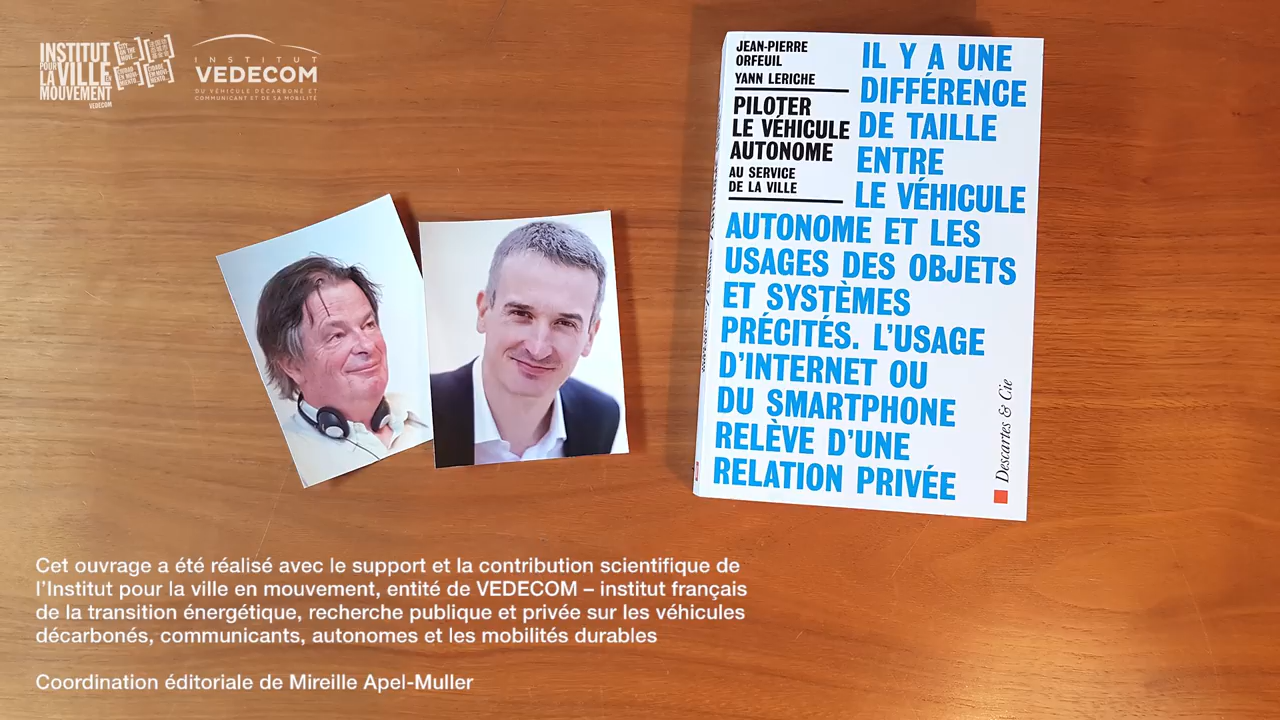 INSTITUT
POUR LA VILLE EN
MOUVEMENT
VEDECOM
INSTITUT
VEDECOM
DU VÉHICULE DÉCARBONÉ ET
COMMUNICANT ET DE SA MOBILITÉ
JEAN-PIERRE
ORFEUIL
YANN LERICHE
PILOTER
LE VÉHICULE
AUTONOME
AU SERVICE
DE LA VILLE
IL Y A UNE
DIFFÉRENCE
DE TAILLE
ENTRE
LE VÉHICULE
AUTONOME ET LES
USAGES DES OBJETS
ET SYSTÈMES
PRÉCITÉS. L'USAGE
D'INTERNET OU
DU SMARTPHONE
RELÈVE D'UNE
RELATION PRIVÉE
Descartes & Cie
Cet ouvrage a été réalisé avec le support et la contribution scientifique de
l'Institut pour la ville en mouvement, entité de VEDECOM – institut français
de la transition énergétique, recherche publique et privée sur les véhicules
décarbonés, communicants, autonomes et les mobilités durables
Coordination éditoriale de Mireille Apel-Muller